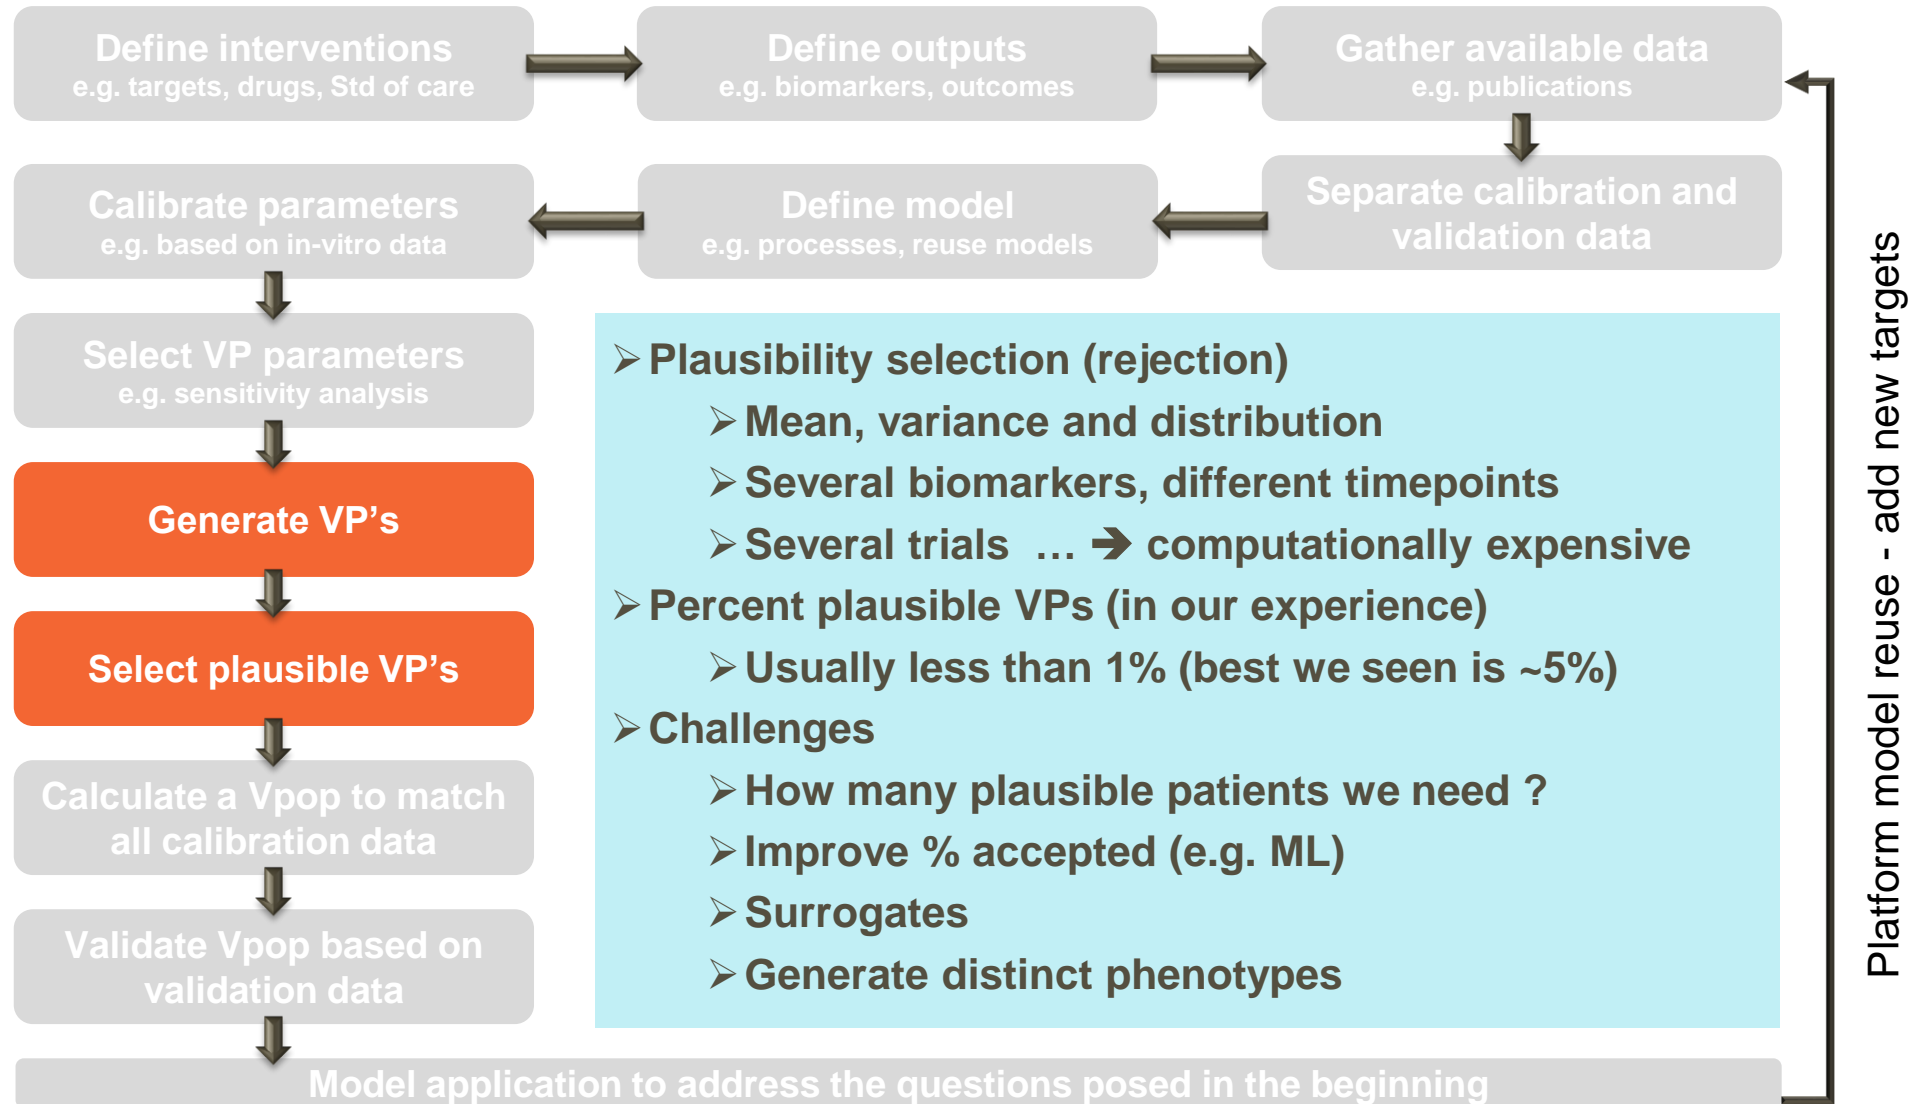 Define interventions
e.g. targets, drugs, Std of care
Define outputs
e.g. biomarkers, outcomes
Gather available data
e.g. publications
Separate calibration and
validation data
Define model
e.g. processes, reuse models
Calibrate parameters
e.g. based on in-vitro data
Select VP parameters
e.g. sensitivity analysis
Generate VP's
Select plausible VP's
Calculate a Vpop to match
all calibration data
Validate Vpop based on
validation data
Model application to address the questions posed in the beginning
➢ Plausibility selection (rejection)
➢ Mean, variance and distribution
➢ Several biomarkers, different timepoints
➢ Several trials … ➔ computationally expensive
➢ Percent plausible VPs (in our experience)
➢ Usually less than 1% (best we seen is ~5%)
➢ Challenges
➢ How many plausible patients we need ?
➢ Improve % accepted (e.g. ML)
➢ Surrogates
➢ Generate distinct phenotypes
Platform model reuse - add new targets